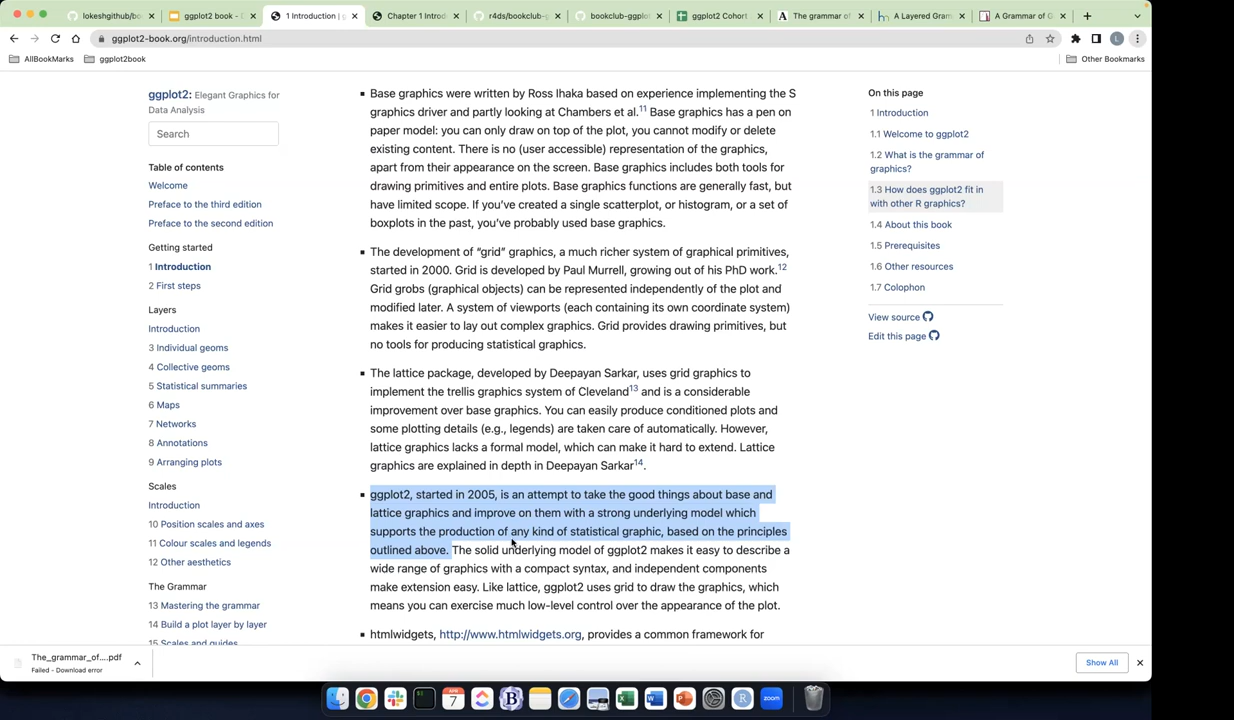 lokeshgithub/bo
ggplot2 book -
1 Introduction | g
Chapter 1 Introd
r4ds/bookclub-g
bookclub-ggplot
ggplot2 Cohor
The grammar of
A Layered Gram
A Grammar of G
ggplot2-book.org/introduction.html
L
AllBookMarks
ggplot2book
Other Bookmarks
ggplot2: Elegant Graphics for
Data Analysis
Search
Table of contents
Welcome
Preface to the third edition
Preface to the second edition
Getting started
1 Introduction
2 First steps
Layers
Introduction
3 Individual geoms
4 Collective geoms
5 Statistical summaries
6 Maps
7 Networks
8 Annotations
9 Arranging plots
Scales
Introduction
10 Position scales and axes
11 Colour scales and legends
12 Other aesthetics
The Grammar
13 Mastering the grammar
14 Build a plot layer by layer
15 Scales and guides
Base graphics were written by Ross Ihaka based on experience implementing the S
graphics driver and partly looking at Chambers et al.11 Base graphics has a pen on
paper model: you can only draw on top of the plot, you cannot modify or delete
existing content. There is no (user accessible) representation of the graphics,
apart from their appearance on the screen. Base graphics includes both tools for
drawing primitives and entire plots. Base graphics functions are generally fast, but
have limited scope. If you've created a single scatterplot, or histogram, or a set of
boxplots in the past, you've probably used base graphics.
The development of “grid” graphics, a much richer system of graphical primitives,
started in 2000. Grid is developed by Paul Murrell, growing out of his PhD work.12
Grid grobs (graphical objects) can be represented independently of the plot and
modified later. A system of viewports (each containing its own coordinate system)
makes it easier to lay out complex graphics. Grid provides drawing primitives, but
no tools for producing statistical graphics.
The lattice package, developed by Deepayan Sarkar, uses grid graphics to
implement the trellis graphics system of Cleveland13 and is a considerable
improvement over base graphics. You can easily produce conditioned plots and
some plotting details (e.g., legends) are taken care of automatically. However,
lattice graphics lacks a formal model, which can make it hard to extend. Lattice
graphics are explained in depth in Deepayan Sarkar14.
ggplot2, started in 2005, is an attempt to take the good things about base and
lattice graphics and improve on them with a strong underlying model which
supports the production of any kind of statistical graphic, based on the principles
outlined above. The solid underlying model of ggplot2 makes it easy to describe a
wide range of graphics with a compact syntax, and independent components
make extension easy. Like lattice, ggplot2 uses grid to draw the graphics, which
means you can exercise much low-level control over the appearance of the plot.
htmlwidgets, http://www.htmlwidgets.org, provides a common framework for
On this page
1 Introduction
1.1 Welcome to ggplot2
1.2 What is the grammar of
graphics?
1.3 How does ggplot2 fit in
with other R graphics?
1.4 About this book
1.5 Prerequisites
1.6 Other resources
1.7 Colophon
View source
Edit this page
The_grammar_of....pdf
Failed - Download error
Show All
APR
7
B
X
W
P
R
zoom